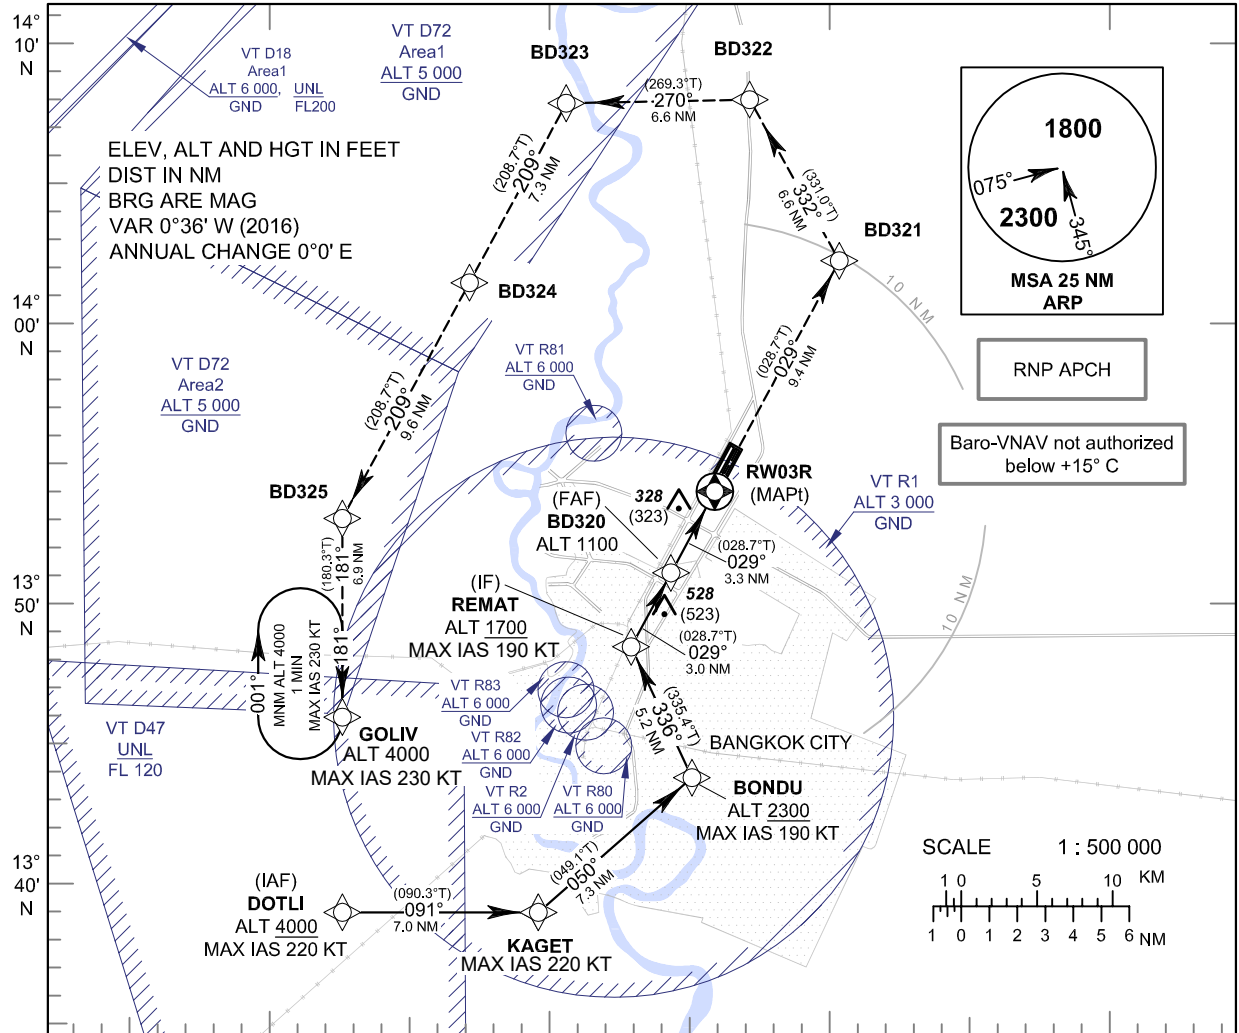 14°
10'
N
VT D18
Area1
ALT 6 000,
GND
UNL
FL200
VT D72
Area1
ALT 5 000
GND
BD323
BD322
(269.3°T)
270°
6.6 NM
ELEV, ALT AND HGT IN FEET
DIST IN NM
BRG ARE MAG
VAR 0°36' W (2016)
ANNUAL CHANGE 0°0' E
(208.7°T)
209°
7.3 NM
(331.0°T)
332°
6.6 NM
1800
075°
2300
345°
MSA 25 NM
ARP
BD321
10 NM
BD324
14°
00'
N
VT R81
ALT 6 000
GND
(028.7°T)
029°
9.4 NM
RNP APCH
VT D72
Area2
ALT 5 000
GND
(208.7°T)
209°
9.6 NM
Baro-VNAV not authorized
below +15° C
BD325
RW03R
(MAPt)
VT R1
ALT 3 000
GND
328
(323)
(FAF)
BD320
ALT 1100
(028.7°T)
029°
3.3 NM
(180.3°T)
181°
6.9 NM
13°
50'
N
528
(523)
(IF)
REMAT
ALT 1700
MAX IAS 190 KT
(028.7°T)
029°
3.0 NM
10 NM
001°
MNM ALT 4000
1 MIN
MAX IAS 230 KT
181°
VT R83
ALT 6 000
GND
(335.4°T)
336°
5.2 NM
VT D47
UNL
FL 120
GOLIV
ALT 4000
MAX IAS 230 KT
VT R82
ALT 6 000
GND
BANGKOK CITY
VT R2
ALT 6 000
GND
VT R80
ALT 6 000
GND
BONDU
ALT 2300
MAX IAS 190 KT
SCALE 1 : 500 000
1 0 5 10 KM
1 0 1 2 3 4 5 6 NM
13°
40'
N
(IAF)
DOTLI
ALT 4000
MAX IAS 220 KT
(090.3°T)
091°
7.0 NM
(049.1°T)
050°
7.3 NM
KAGET
MAX IAS 220 KT